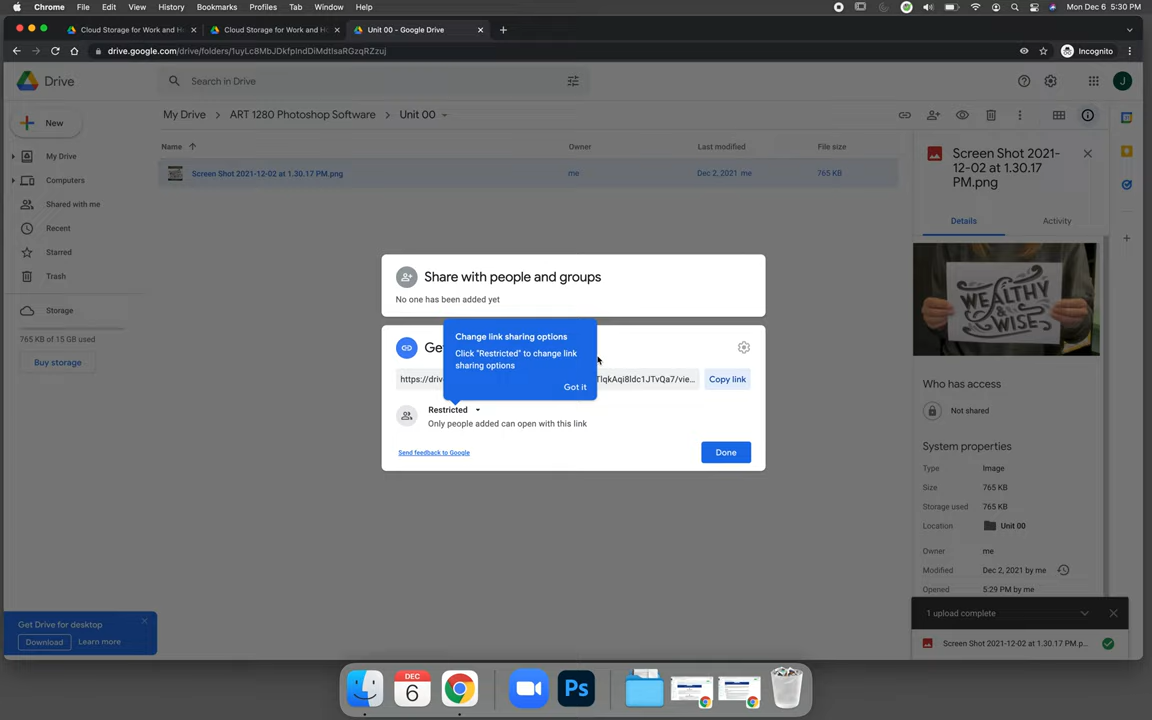 Chrome File Edit View History Bookmarks Profiles Tab Window Help Mon Dec 6 5:30 PM
Cloud Storage for Work and H Cloud Storage for Work and H Unit 00 - Google Drive
drive.google.com/drive/folders/1uyLc8MbJDkfpIndDiMdtIsaRGzqRZzuj Incognito
Drive Search in Drive J
New My Drive ART 1280 Photoshop Software Unit 00
Name Owner Last modified File size
My Drive
Screen Shot 2021-12-02 at 1.30.17 PM.png me Dec 2, 2021 me 765 KB
Computers
Shared with me
Recent
Starred
Trash
Storage
765 KB of 15 GB used
Buy storage
Share with people and groups
No one has been added yet
Ge
Change link sharing options
Click "Restricted" to change link
sharing options
Got it
https://driv TlqkAqi8ldc1JTvQa7/vie... Copy link
Restricted
Only people added can open with this link
Send feedback to Google Done
Screen Shot 2021-
12-02 at 1.30.17
PM.png
Details Activity
WEALTHY
& WISE
Who has access
Not shared
System properties
Type Image
Size 765 KB
Storage used 765 KB
Location Unit 00
Owner me
Modified Dec 2, 2021 by me
Opened 5:29 PM by me
1 upload complete
Screen Shot 2021-12-02 at 1.30.17 PM.p...
Get Drive for desktop
Download Learn more
DEC
6
Ps